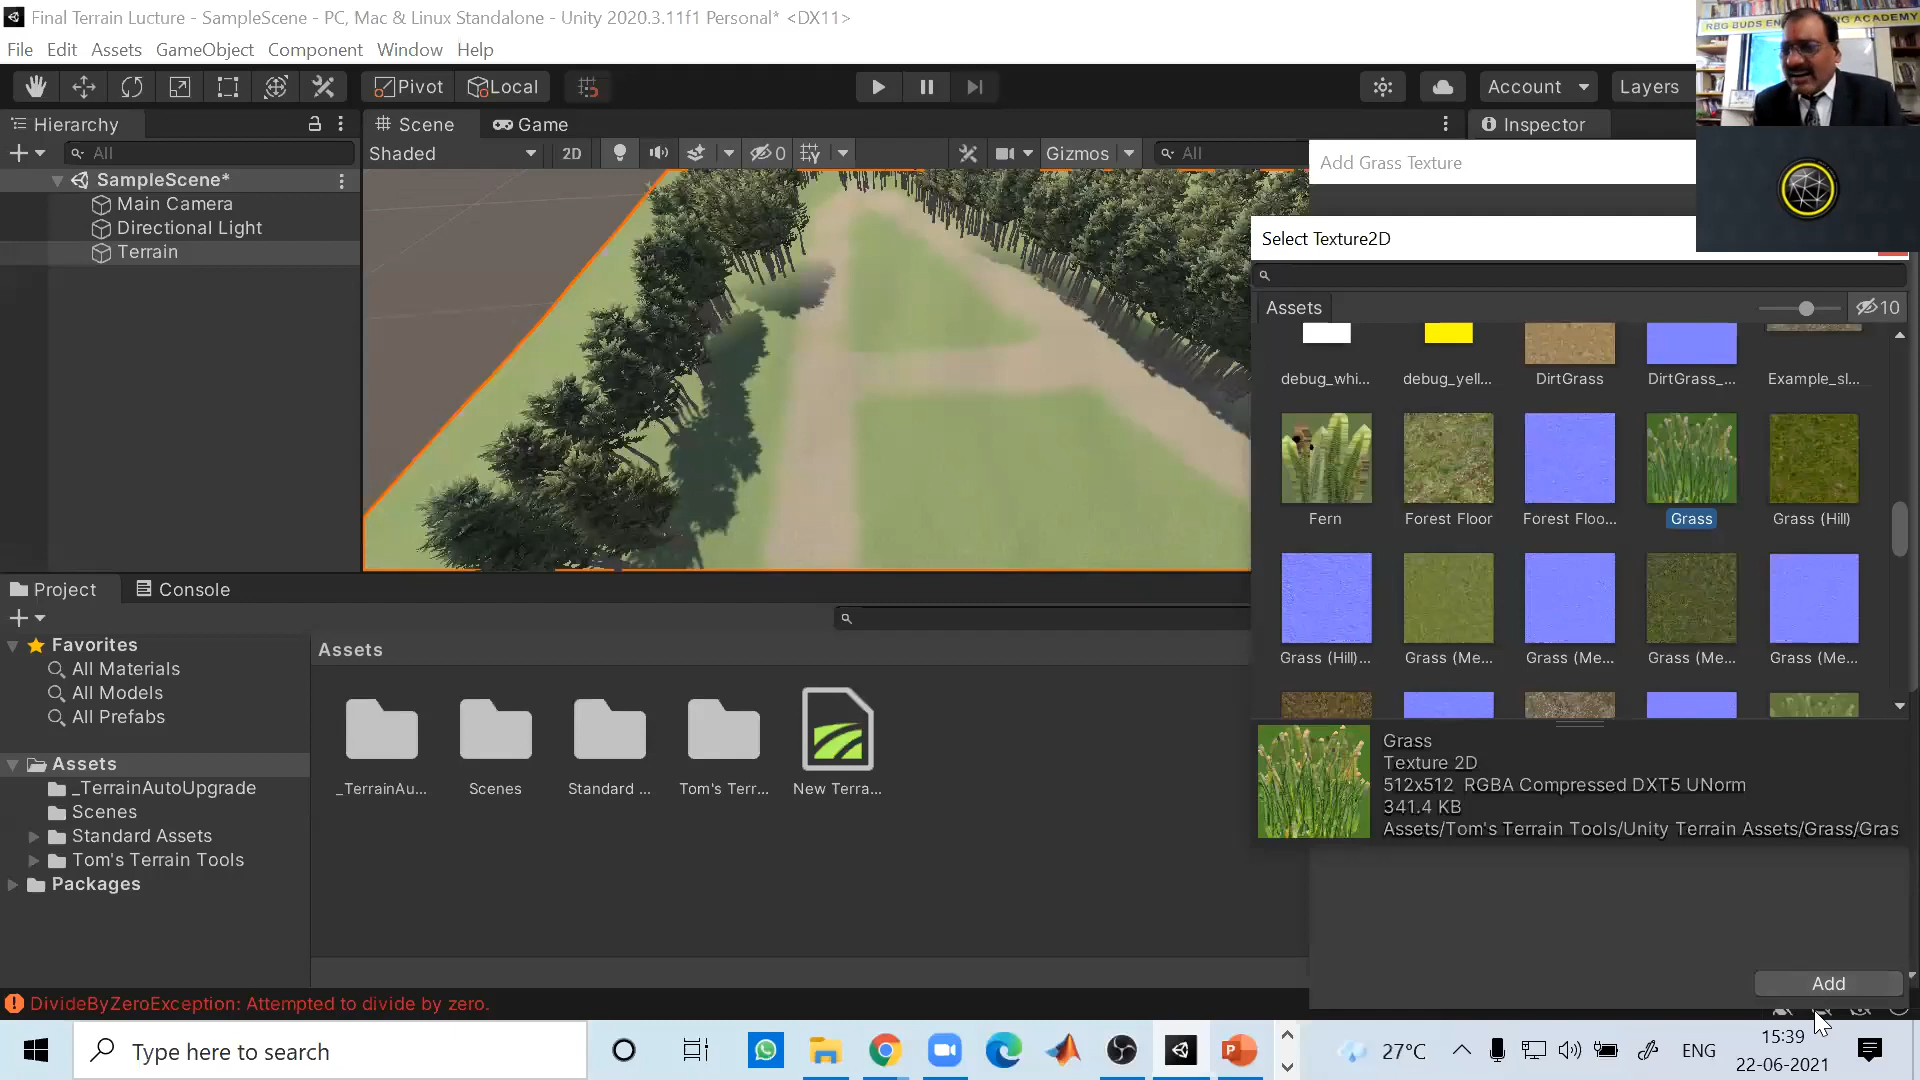 Final Terrain Lucture - SampleScene - PC, Mac & Linux Standalone - Unity 2020.3.11f1 Personal* <DX11>
File Edit Assets GameObject Component Window Help
Pivot Local Account Layers
RBG BUDS ENG NG ACADEMY
Hierarchy
Scene Game
Inspector
All
Shaded 2D 0 Gizmos All
Add Grass Texture
SampleScene*
Main Camera
Directional Light
Terrain
Select Texture2D
Assets 10
debug_whi... debug_yell... DirtGrass DirtGrass_... Example_sl...
Fern Forest Floor Forest Floo... Grass Grass (Hill)
Grass (Hill)... Grass (Me... Grass (Me... Grass (Me... Grass (Me...
Grass
Texture 2D
512x512 RGBA Compressed DXT5 UNorm
341.4 KB
Assets/Tom's Terrain Tools/Unity Terrain Assets/Grass/Gras
Add
Project Console
Favorites
All Materials
All Models
All Prefabs
Assets
_TerrainAutoUpgrade
Scenes
Standard Assets
Tom's Terrain Tools
Packages
Assets
_TerrainAu... Scenes Standard ... Tom's Terr... New Terra...
DivideByZeroException: Attempted to divide by zero.
Type here to search
27°C ENG
15:39
22-06-2021